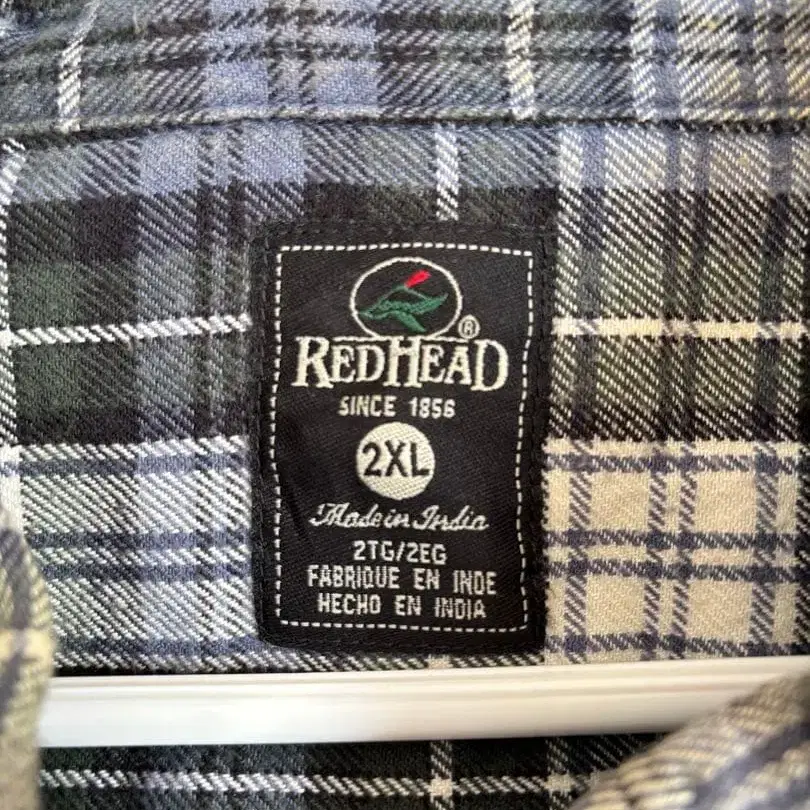 REDHEAD®
SINCE 1856
2XL
Made in India
2TG/2EG
FABRIQUE EN INDE
HECHO EN INDIA